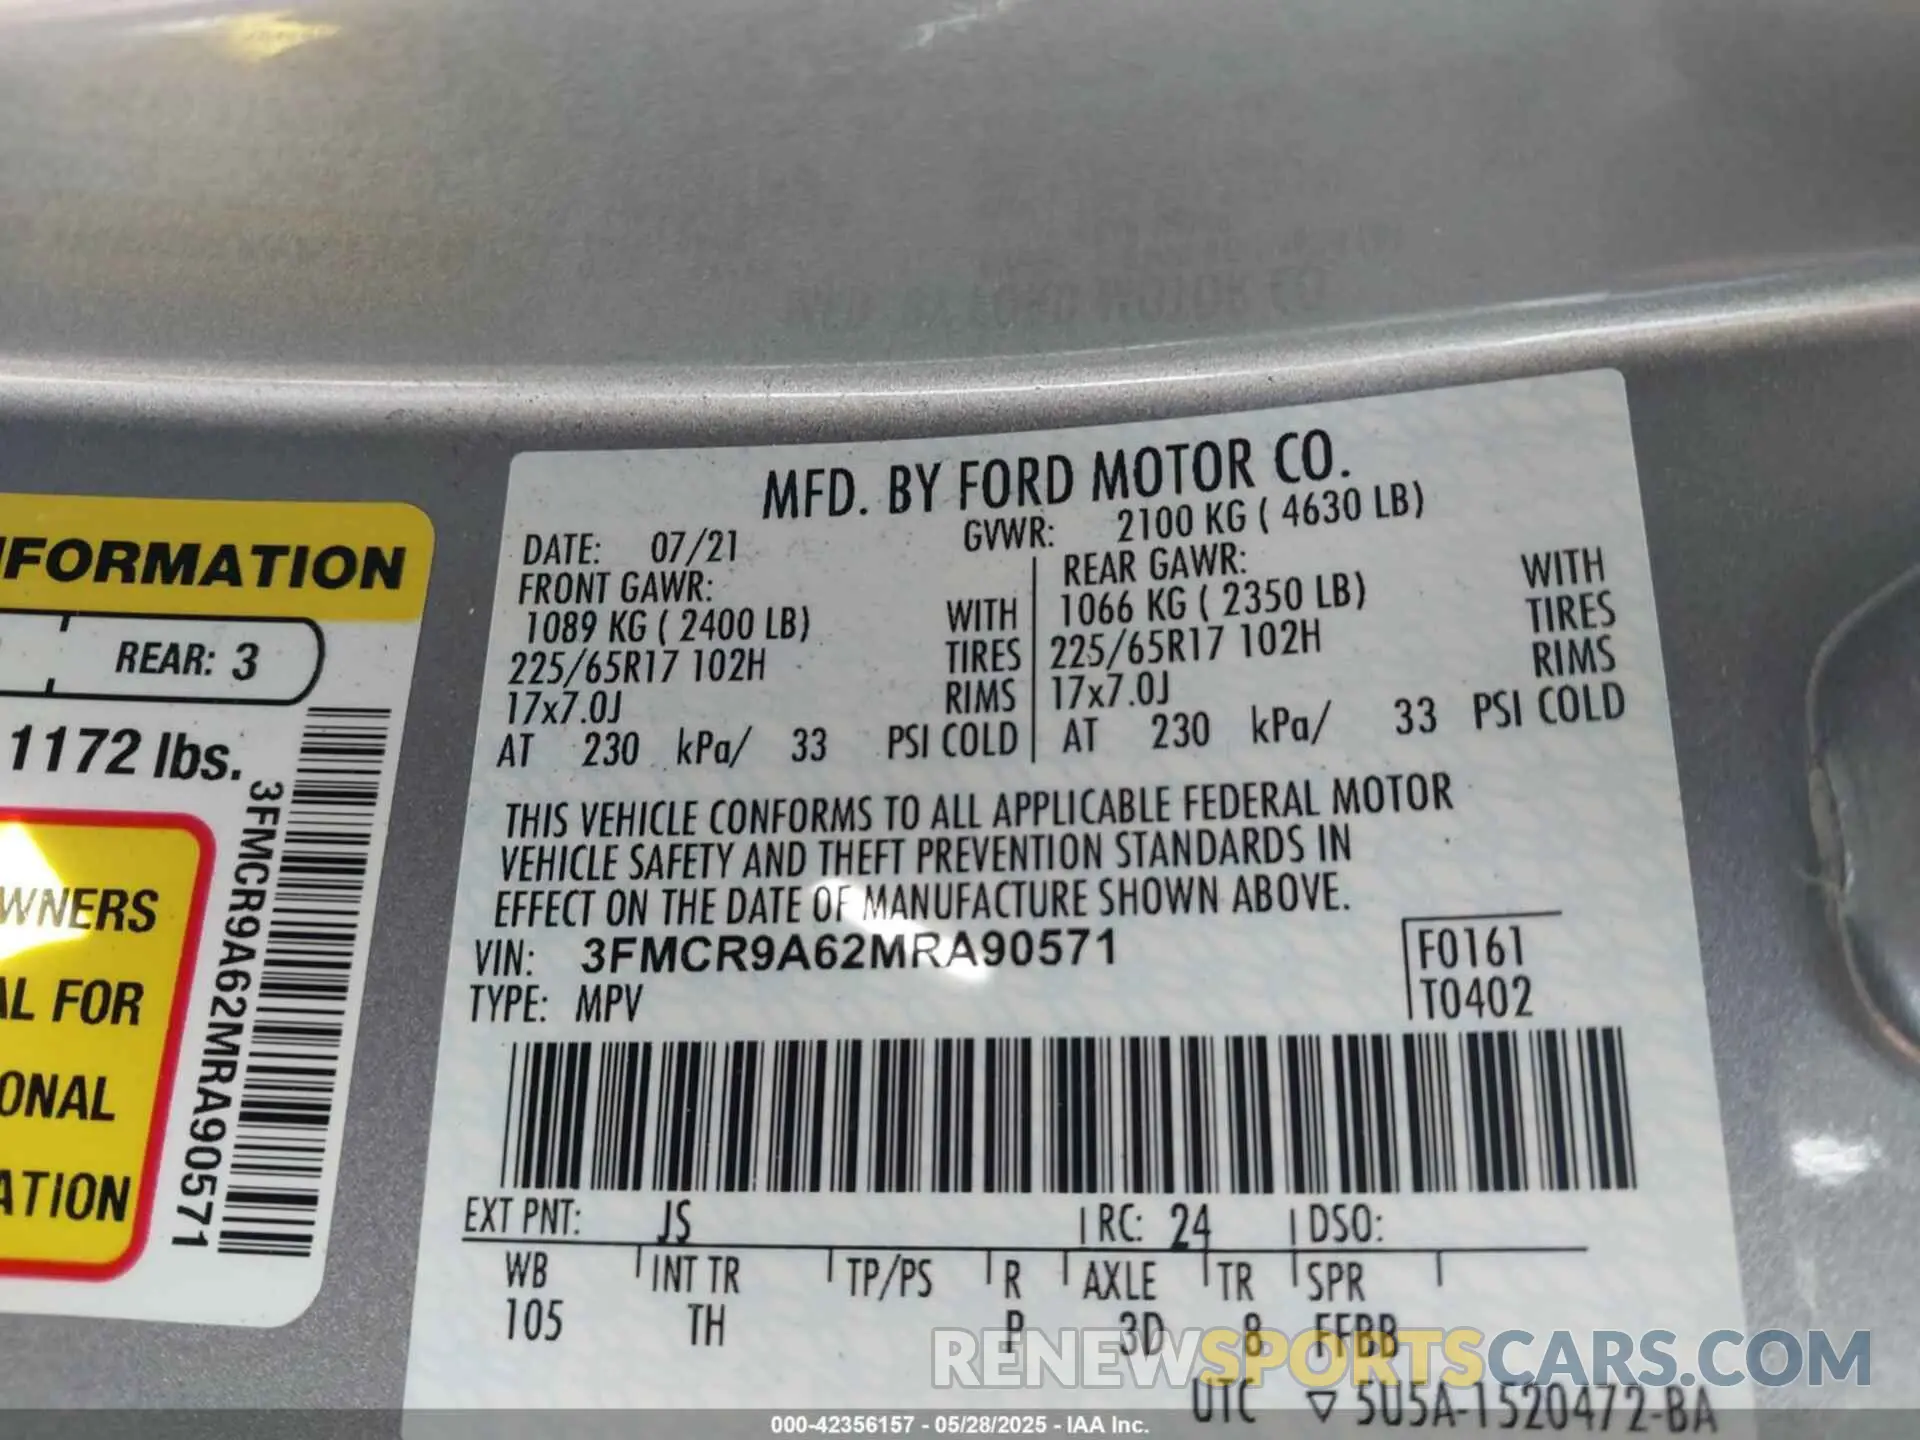 NFORMATION
REAR: 3
1172 lbs.
WNERS
AL FOR
ONAL
ATION
3FMCR9A62MRA90571
MFD. BY FORD MOTOR CO.
DATE: 07/21 GVWR: 2100 KG ( 4630 LB)
FRONT GAWR: REAR GAWR:
1089 KG ( 2400 LB) WITH 1066 KG ( 2350 LB) WITH
225/65R17 102H TIRES 225/65R17 102H TIRES
17x7.0J RIMS 17x7.0J RIMS
AT 230 kPa/ 33 PSI COLD AT 230 kPa/ 33 PSI COLD
THIS VEHICLE CONFORMS TO ALL APPLICABLE FEDERAL MOTOR
VEHICLE SAFETY AND THEFT PREVENTION STANDARDS IN
EFFECT ON THE DATE OF MANUFACTURE SHOWN ABOVE.
VIN: 3FMCR9A62MRA90571 F0161
TYPE: MPV T0402
EXT PNT: JS RC: 24 DSO:
WB INT TR TP/PS R AXLE TR SPR
105 TH P 3D 8 FFBB
RENEWSPORTSCARS.COM
UTC ▽ 5U5A-1520472-BA
000-42356157 - 05/28/2025 - IAA Inc.